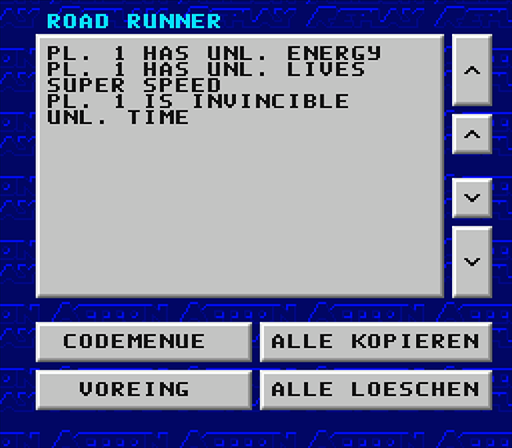 ROAD RUNNER
PL. 1 HAS UNL. ENERGY
PL. 1 HAS UNL. LIVES
SUPER SPEED
PL. 1 IS INVINCIBLE
UNL. TIME
CODEMENUE
ALLE KOPIEREN
VOREING
ALLE LOESCHEN